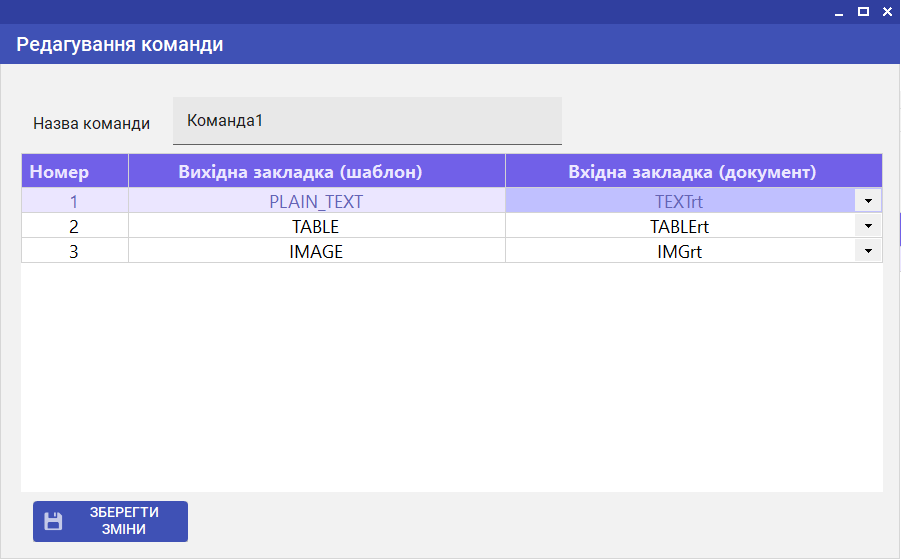 Редагування команди
Назва команди Команда1
Номер Вихідна закладка (шаблон) Вхідна закладка (документ)
1 PLAIN_TEXT TEXTrt
2 TABLE TABLErt
3 IMAGE IMGrt
ЗБЕРЕГТИ
ЗМІНИ